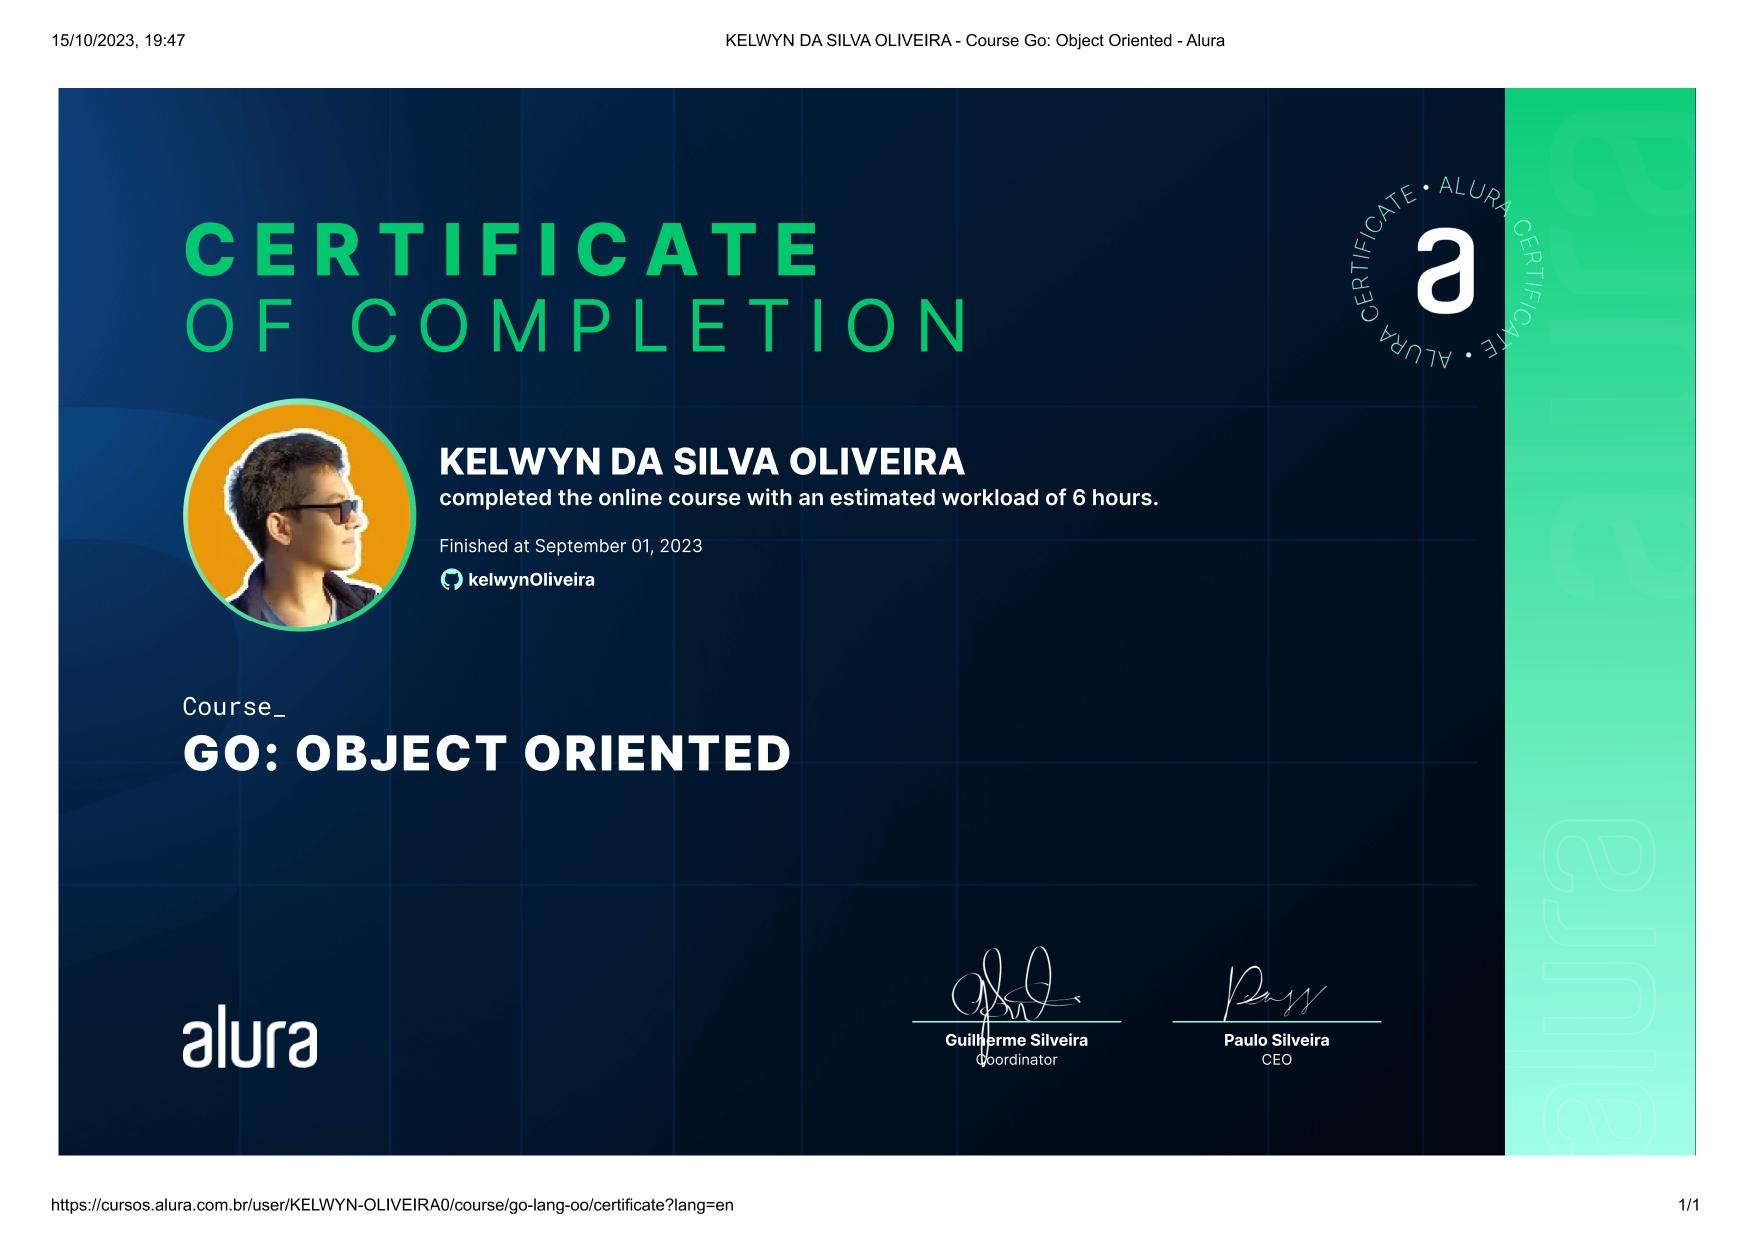 15/10/2023, 19:47
KELWYN DA SILVA OLIVEIRA - Course Go: Object Oriented - Alura
CERTIFICATE
OF COMPLETION
ALURA CERTIFICATE • ALURA CERTIFICATE •
a
KELWYN DA SILVA OLIVEIRA
completed the online course with an estimated workload of 6 hours.
Finished at September 01, 2023
kelwynOliveira
Course_
GO: OBJECT ORIENTED
alura
Guilherme Silveira
Coordinator
Paulo Silveira
CEO
alura
alura
https://cursos.alura.com.br/user/KELWYN-OLIVEIRA0/course/go-lang-oo/certificate?lang=en
1/1